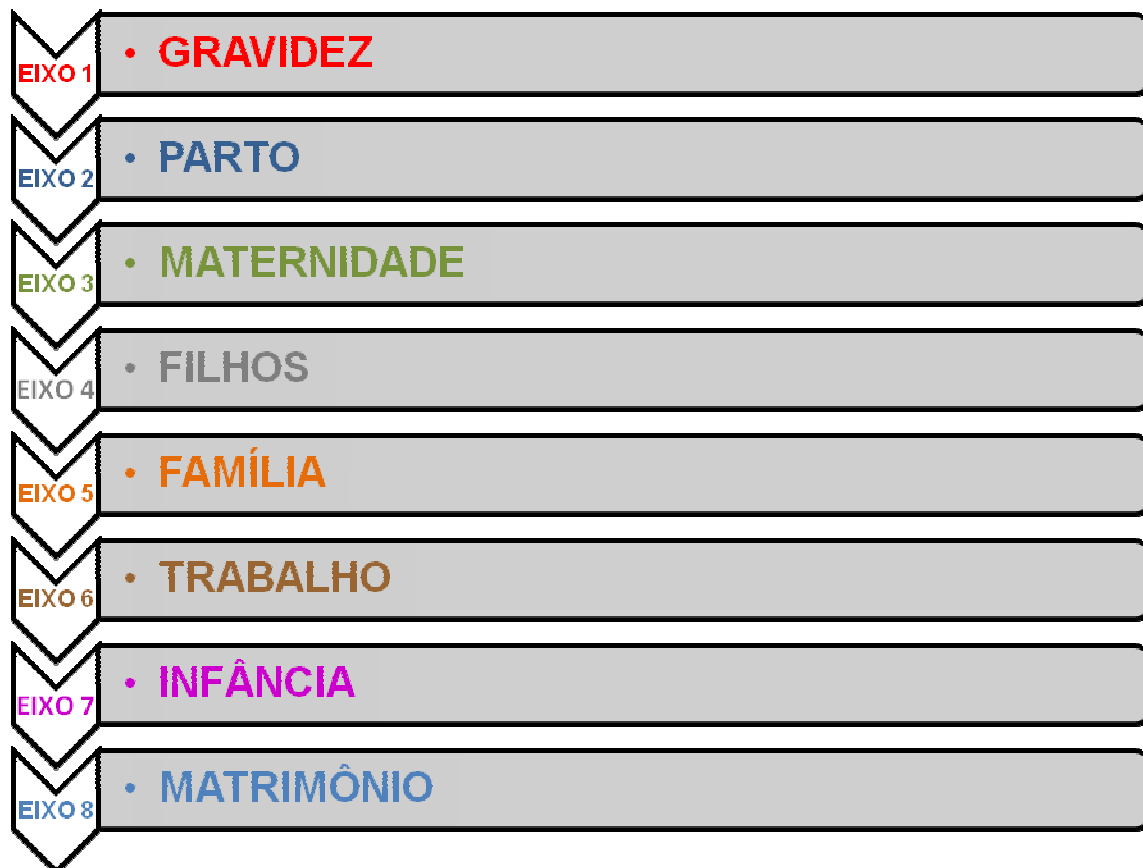 EIXO 1 • GRAVIDEZ
EIXO 2 • PARTO
EIXO 3 • MATERNIDADE
EIXO 4 • FILHOS
EIXO 5 • FAMÍLIA
EIXO 6 • TRABALHO
EIXO 7 • INFÂNCIA
EIXO 8 • MATRIMÔNIO